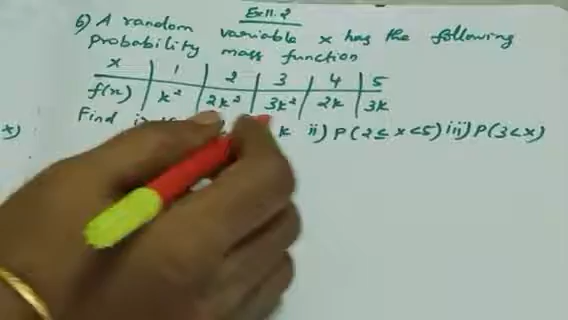 Ex 11.2
6) A random variable x has the following
probability mass function
x 1 2 3 4 5
f(x) k² 2k² 3k² 2k 3k
Find k ii) P(2≤x<5) iii) P(3<x)
x)